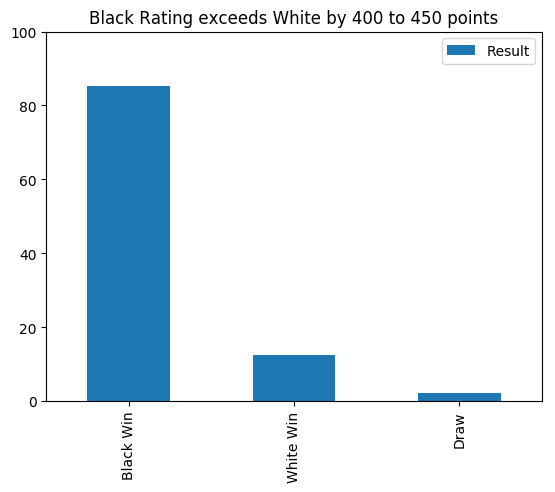 Black Rating exceeds White by 400 to 450 points
Result
100
80
60
40
20
0
Black Win
White Win
Draw